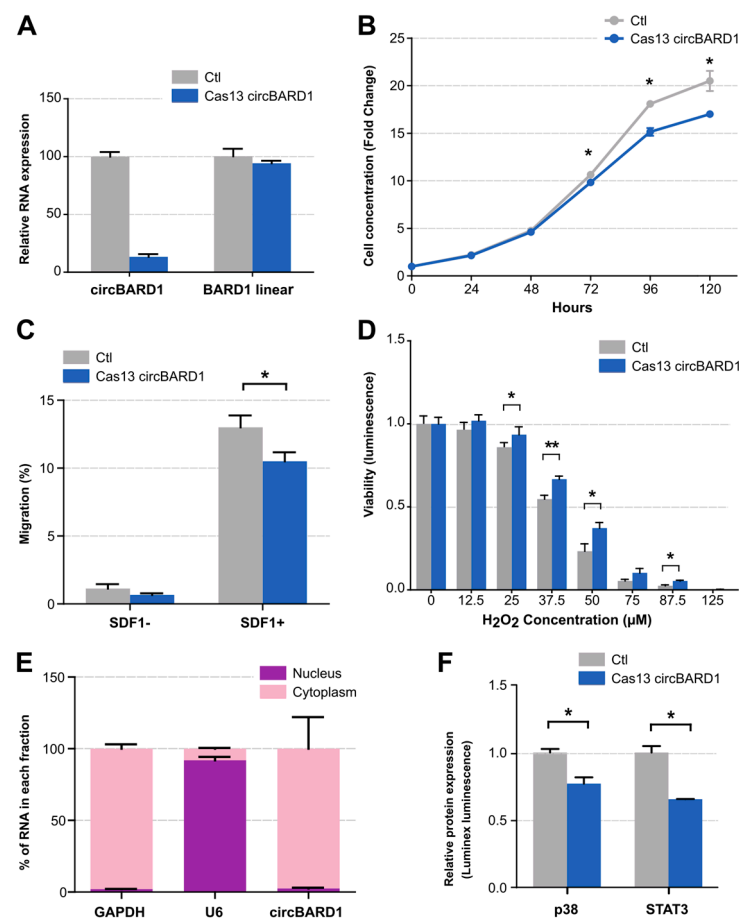 A
Ctl
Cas13 circBARD1
Relative RNA expression
150
100
50
0
circBARD1
BARD1 linear
B
Ctl
Cas13 circBARD1
Cell concentration (Fold Change)
25
20
15
10
5
0
*
*
*
0 24 48 72 96 120
Hours
C
Ctl
Cas13 circBARD1
Migration (%)
15
10
5
0
*
SDF1-
SDF1+
D
Ctl
Cas13 circBARD1
Viability (luminescence)
1.5
1.0
0.5
0.0
*
**
*
*
0 12.5 25 37.5 50 75 87.5 125
H₂O₂ Concentration (µM)
E
Nucleus
Cytoplasm
% of RNA in each fraction
150
100
50
0
GAPDH
U6
circBARD1
F
Ctl
Cas13 circBARD1
Relative protein expression
(Luminex luminescence)
1.5
1.0
0.5
0.0
*
*
p38
STAT3